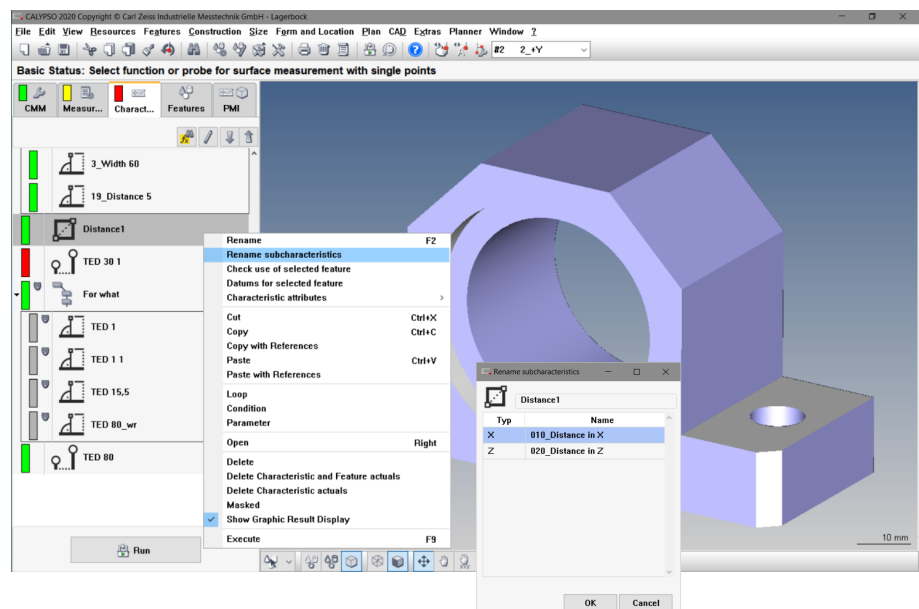 CALYPSO 2020 Copyright © Carl Zeiss Industrielle Messtechnik GmbH - Lagerbock
File Edit View Resources Features Construction Size Form and Location Plan CAD Extras Planner Window ?
#2 2_+Y
Basic Status: Select function or probe for surface measurement with single points
CMM Measur... Charact... Features PMI
3_Width 60
19_Distance 5
Distance1
TED 30 1
For what
TED 1
TED 1 1
TED 15,5
TED 80_wr
TED 80
Run
Rename F2
Rename subcharacteristics
Check use of selected feature
Datums for selected feature
Characteristic attributes
Cut Ctrl+X
Copy Ctrl+C
Copy with References
Paste Ctrl+V
Paste with References
Loop
Condition
Parameter
Open Right
Delete
Delete Characteristic and Feature actuals
Delete Characteristic actuals
Masked
Show Graphic Result Display
Execute F9
Rename subcharacteristics
Distance1
Typ Name
X 010_Distance in X
Z 020_Distance in Z
OK Cancel
10 mm